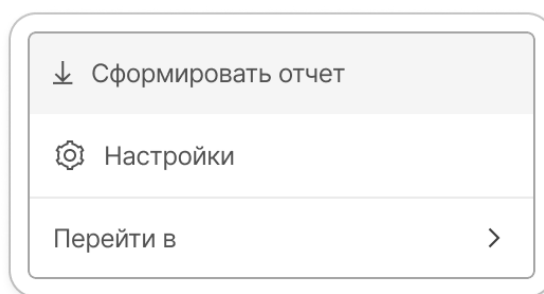 Сформировать отчет
Настройки
Перейти в